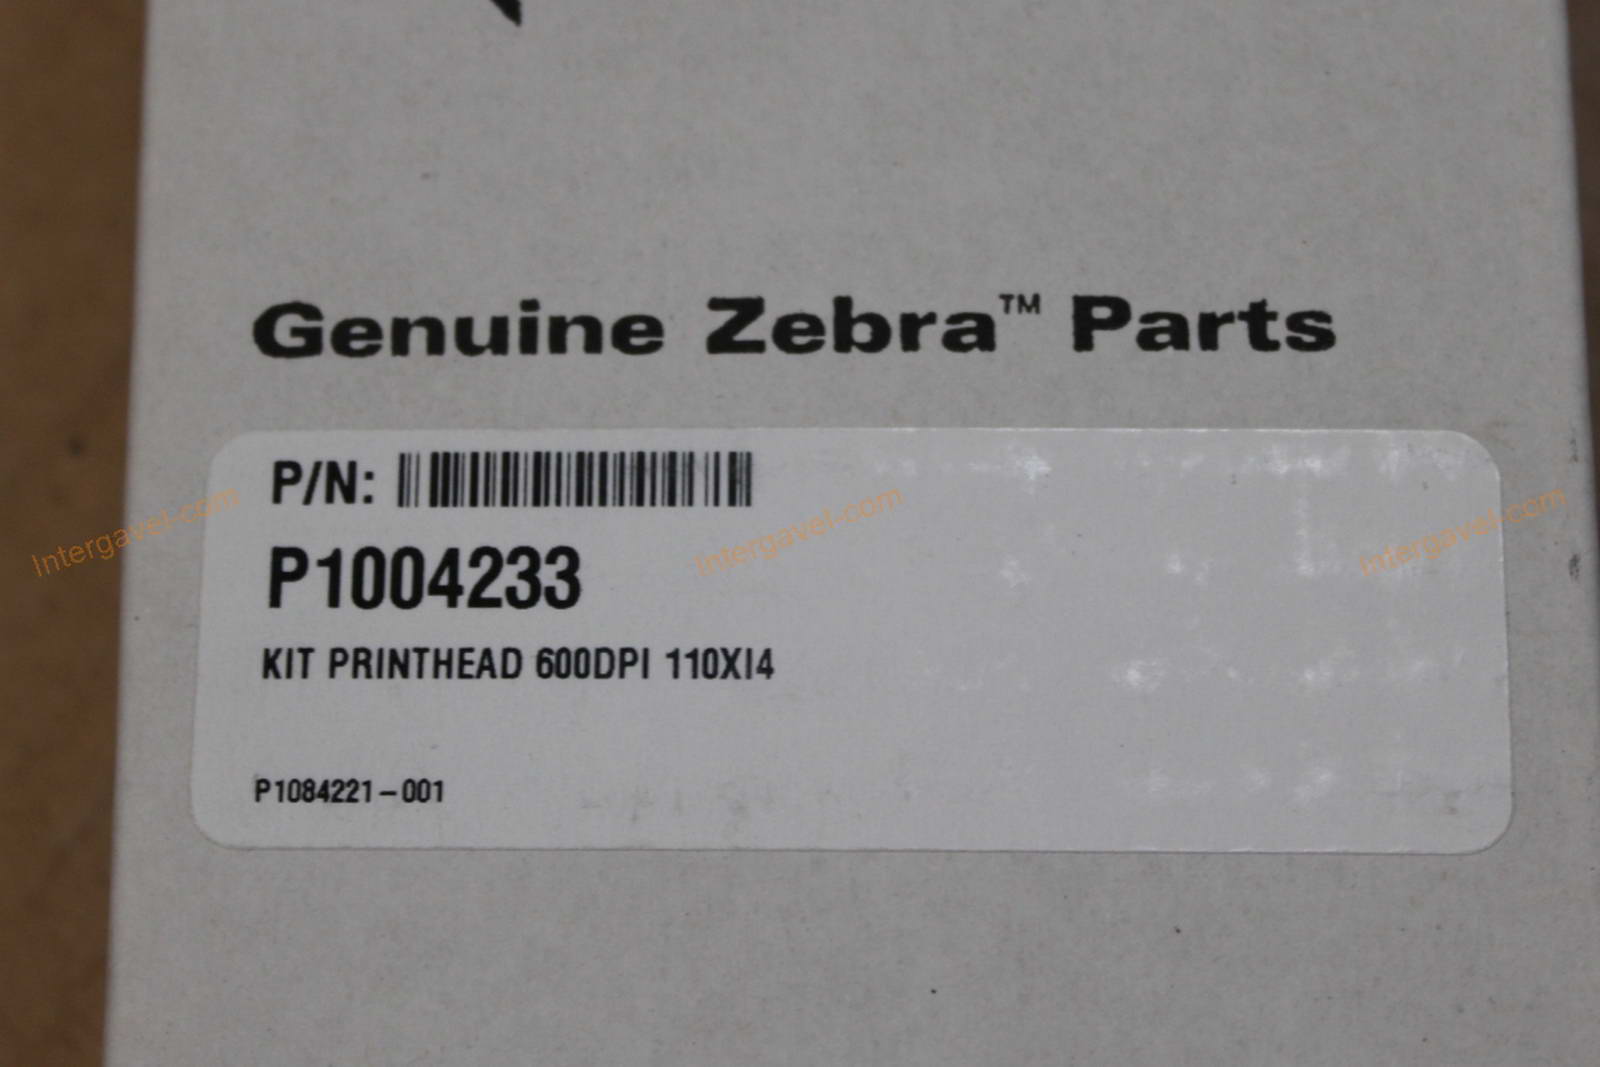 Genuine Zebra™ Parts
P/N:
P1004233
KIT PRINTHEAD 600DPI 110XI4
P1084221-001
Intergavel-com
Intergavel-com
Intergavel-com